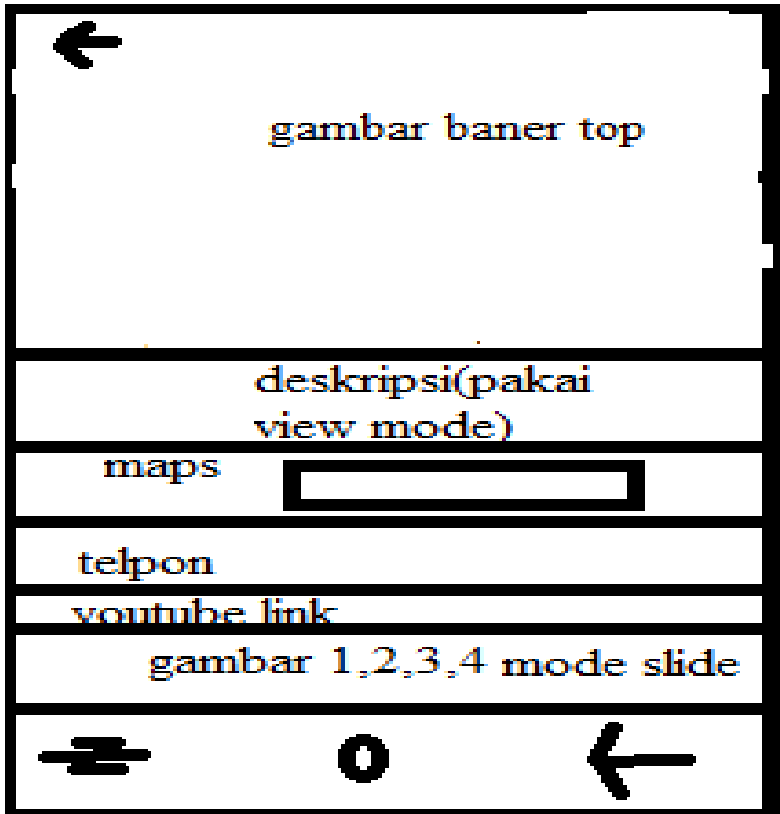 gambar baner top
deskripsi(pakai
view mode)
maps
telpon
youtube link
gambar 1,2,3,4 mode slide